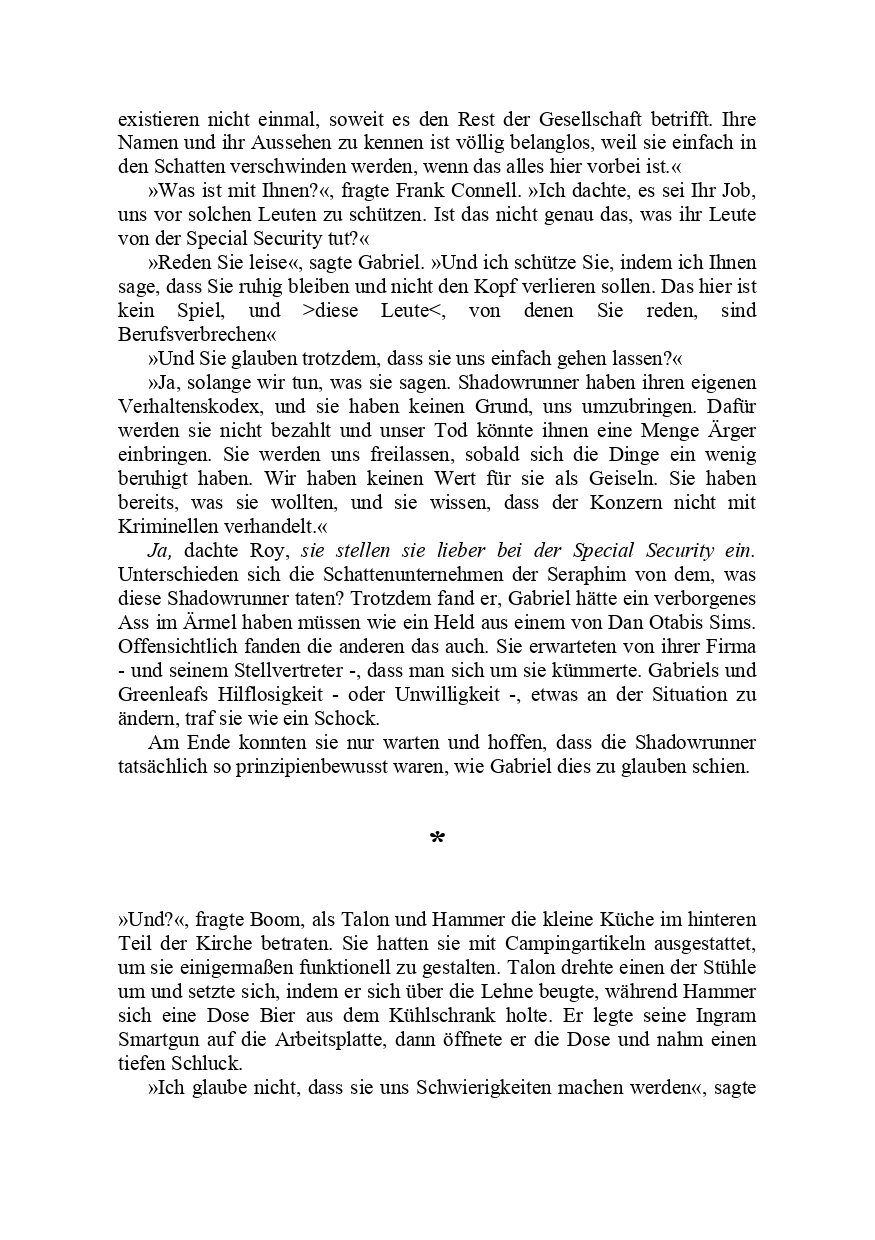 existieren nicht einmal, soweit es den Rest der Gesellschaft betrifft. Ihre
Namen und ihr Aussehen zu kennen ist völlig belanglos, weil sie einfach in
den Schatten verschwinden werden, wenn das alles hier vorbei ist.«
»Was ist mit Ihnen?«, fragte Frank Connell. »Ich dachte, es sei Ihr Job,
uns vor solchen Leuten zu schützen. Ist das nicht genau das, was ihr Leute
von der Special Security tut?«
»Reden Sie leise«, sagte Gabriel. »Und ich schütze Sie, indem ich Ihnen
sage, dass Sie ruhig bleiben und nicht den Kopf verlieren sollen. Das hier ist
kein Spiel, und >diese Leute<, von denen Sie reden, sind
Berufsverbrechen«
»Und Sie glauben trotzdem, dass sie uns einfach gehen lassen?«
»Ja, solange wir tun, was sie sagen. Shadowrunner haben ihren eigenen
Verhaltenskodex, und sie haben keinen Grund, uns umzubringen. Dafür
werden sie nicht bezahlt und unser Tod könnte ihnen eine Menge Ärger
einbringen. Sie werden uns freilassen, sobald sich die Dinge ein wenig
beruhigt haben. Wir haben keinen Wert für sie als Geiseln. Sie haben
bereits, was sie wollten, und sie wissen, dass der Konzern nicht mit
Kriminellen verhandelt.«
Ja, dachte Roy, sie stellen sie lieber bei der Special Security ein.
Unterschieden sich die Schattenunternehmen der Seraphim von dem, was
diese Shadowrunner taten? Trotzdem fand er, Gabriel hätte ein verborgenes
Ass im Ärmel haben müssen wie ein Held aus einem von Dan Otabis Sims.
Offensichtlich fanden die anderen das auch. Sie erwarteten von ihrer Firma
- und seinem Stellvertreter -, dass man sich um sie kümmerte. Gabriels und
Greenleafs Hilflosigkeit - oder Unwilligkeit -, etwas an der Situation zu
ändern, traf sie wie ein Schock.
Am Ende konnten sie nur warten und hoffen, dass die Shadowrunner
tatsächlich so prinzipienbewusst waren, wie Gabriel dies zu glauben schien.
*
»Und?«, fragte Boom, als Talon und Hammer die kleine Küche im hinteren
Teil der Kirche betraten. Sie hatten sie mit Campingartikeln ausgestattet,
um sie einigermaßen funktionell zu gestalten. Talon drehte einen der Stühle
um und setzte sich, indem er sich über die Lehne beugte, während Hammer
sich eine Dose Bier aus dem Kühlschrank holte. Er legte seine Ingram
Smartgun auf die Arbeitsplatte, dann öffnete er die Dose und nahm einen
tiefen Schluck.
»Ich glaube nicht, dass sie uns Schwierigkeiten machen werden«, sagte